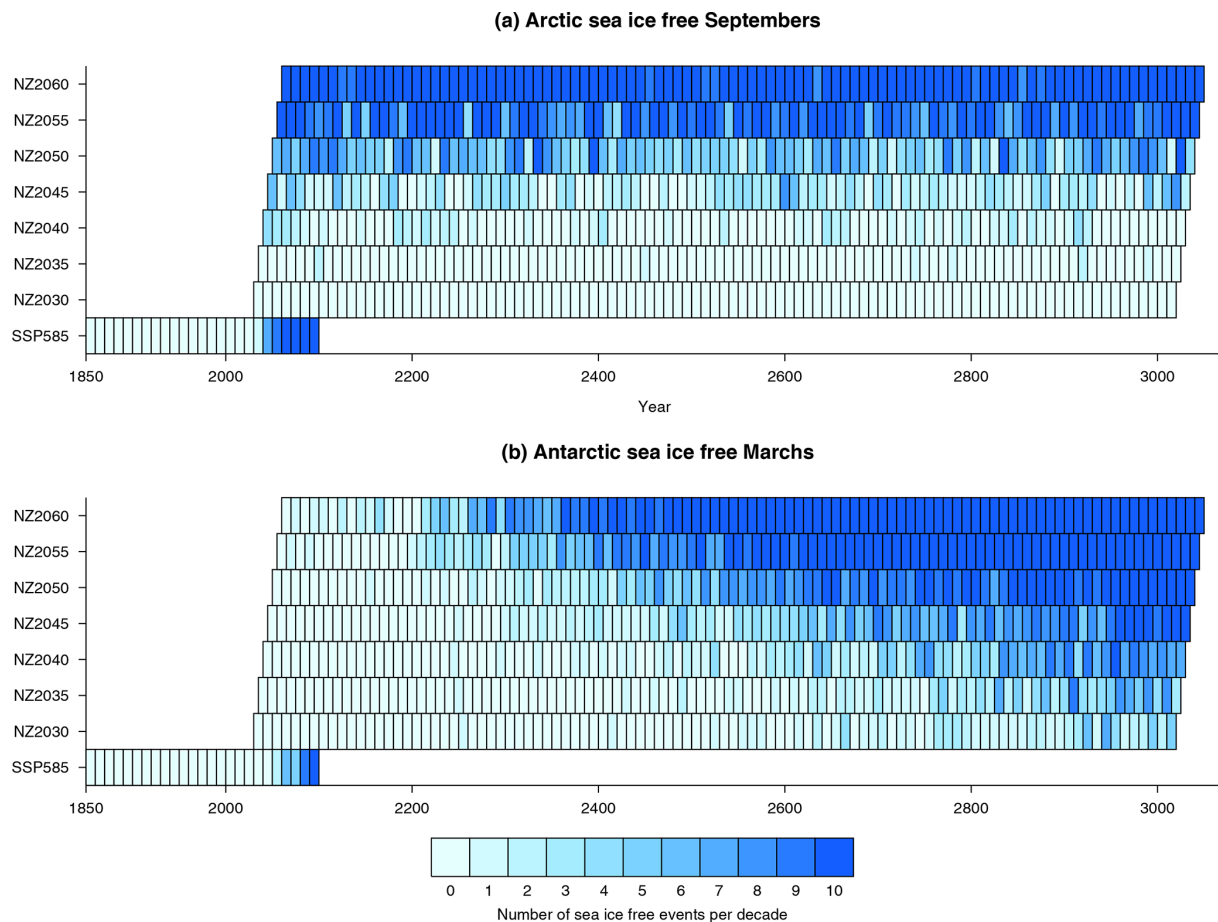 (a) Arctic sea ice free Septembers
NZ2060
NZ2055
NZ2050
NZ2045
NZ2040
NZ2035
NZ2030
SSP585
1850 2000 2200 2400 2600 2800 3000
Year
(b) Antarctic sea ice free Marchs
NZ2060
NZ2055
NZ2050
NZ2045
NZ2040
NZ2035
NZ2030
SSP585
1850 2000 2200 2400 2600 2800 3000
0 1 2 3 4 5 6 7 8 9 10
Number of sea ice free events per decade